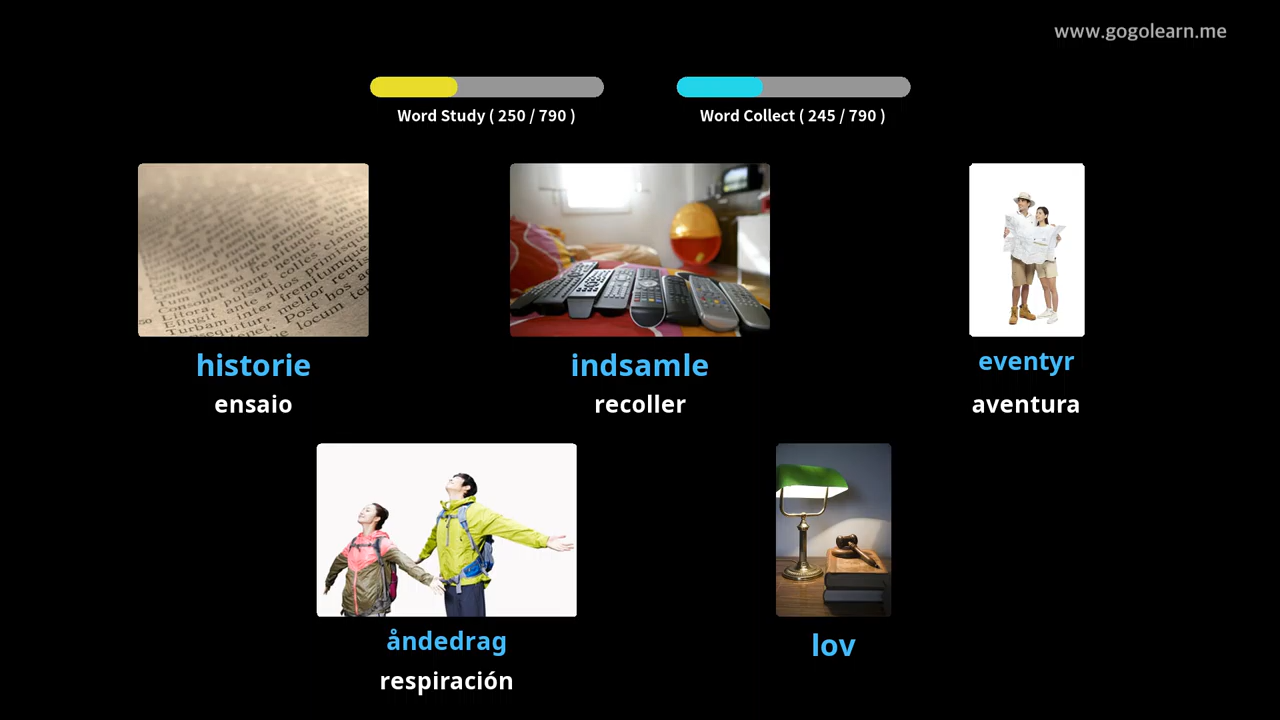 www.gogolearn.me
Word Study ( 250 / 790 )
Word Collect ( 245 / 790 )
historie
indsamle
eventyr
ensaio
recoller
aventura
åndedrag
lov
respiración